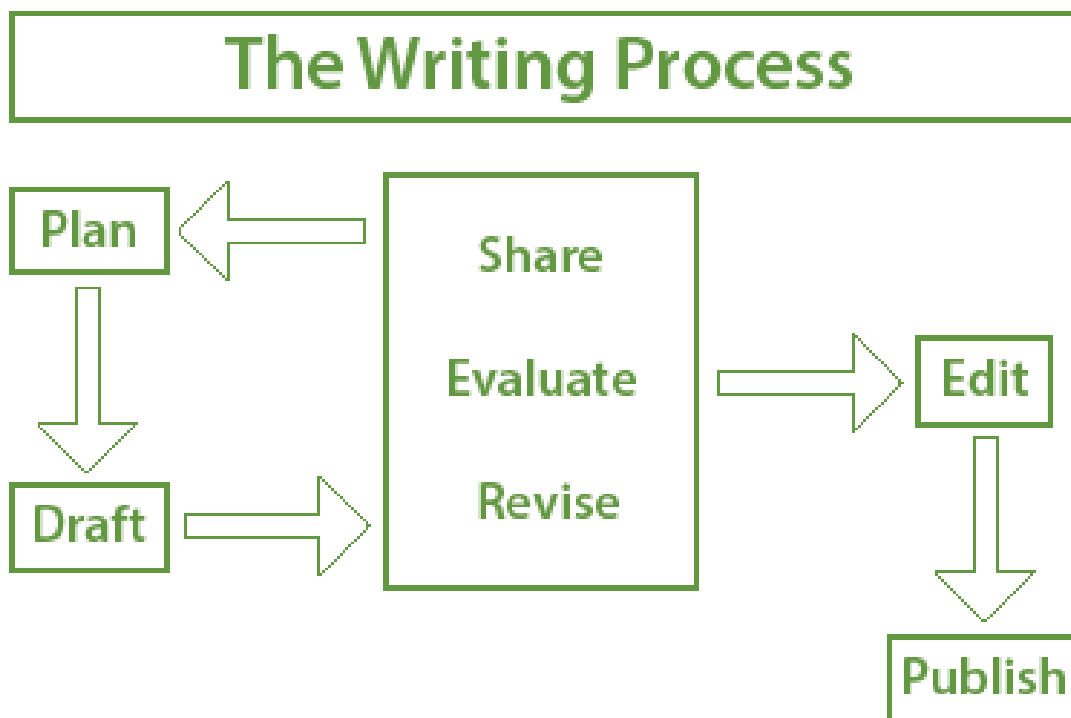 The Writing Process
Plan
Share
Evaluate
Revise
Draft
Edit
Publish